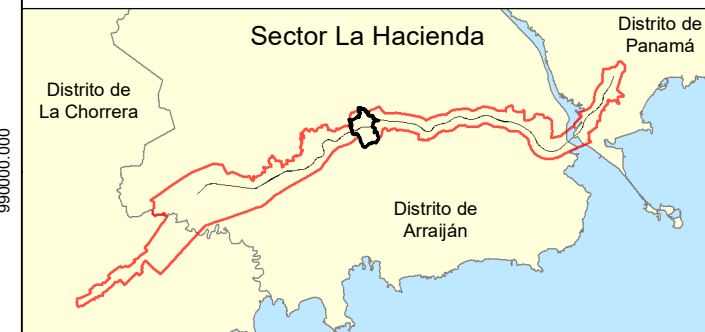 Sector La Hacienda
Distrito de
Panamá
Distrito de
La Chorrera
Distrito de
Arraiján
990000.000